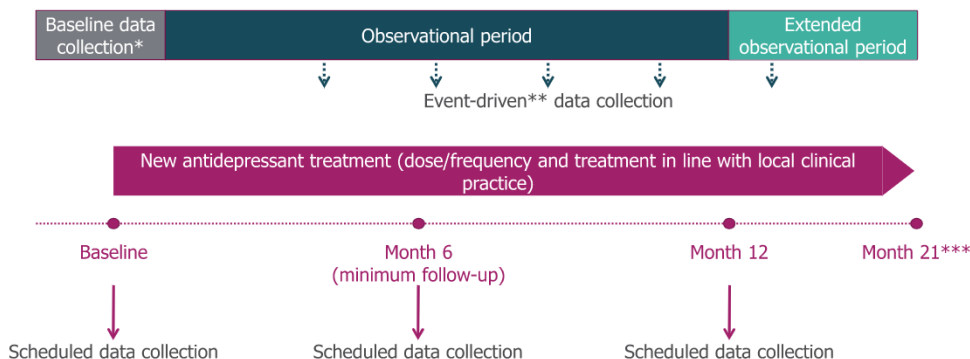 Baseline data
collection*
Observational period
Extended
observational period
Event-driven** data collection
New antidepressant treatment (dose/frequency and treatment in line with local clinical
practice)
Baseline
Month 6
(minimum follow-up)
Month 12
Month 21***
Scheduled data collection
Scheduled data collection
Scheduled data collection